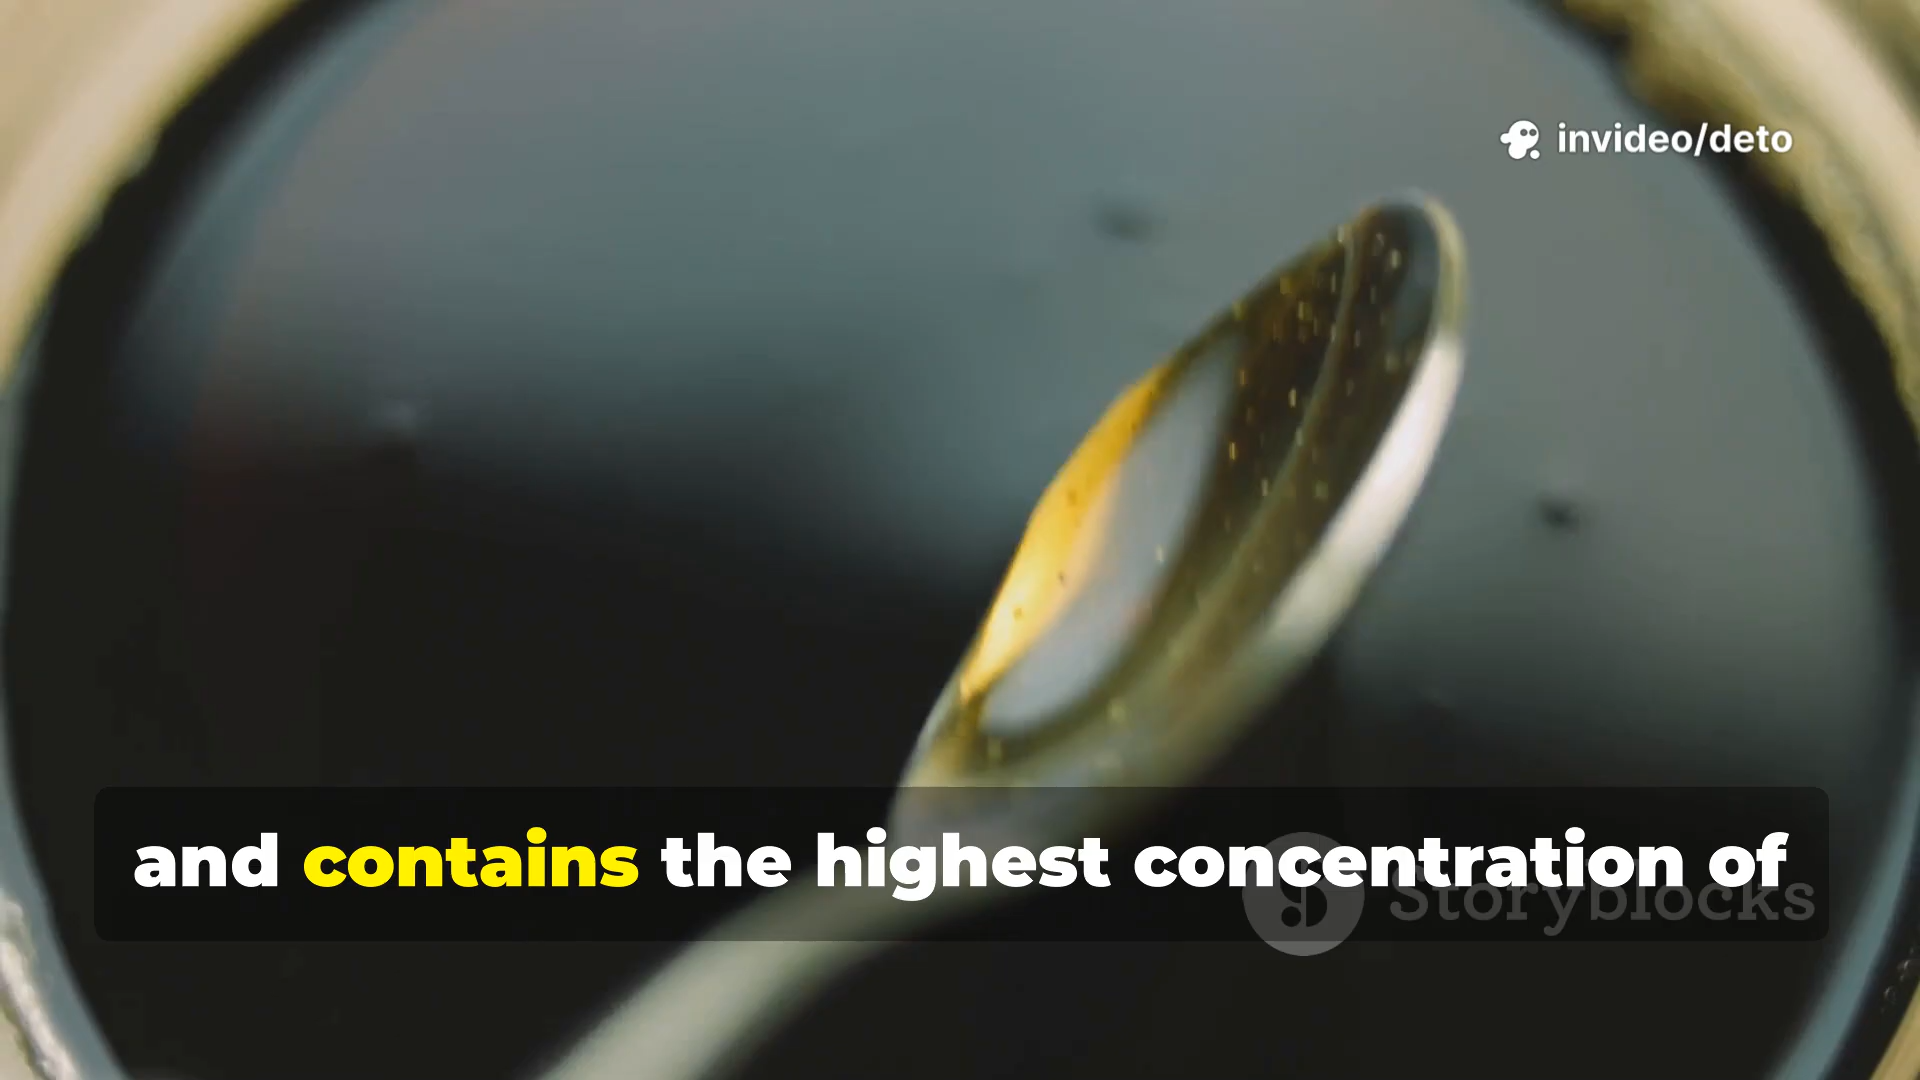 invideo/deto
and contains the highest concentration of
Storyblocks